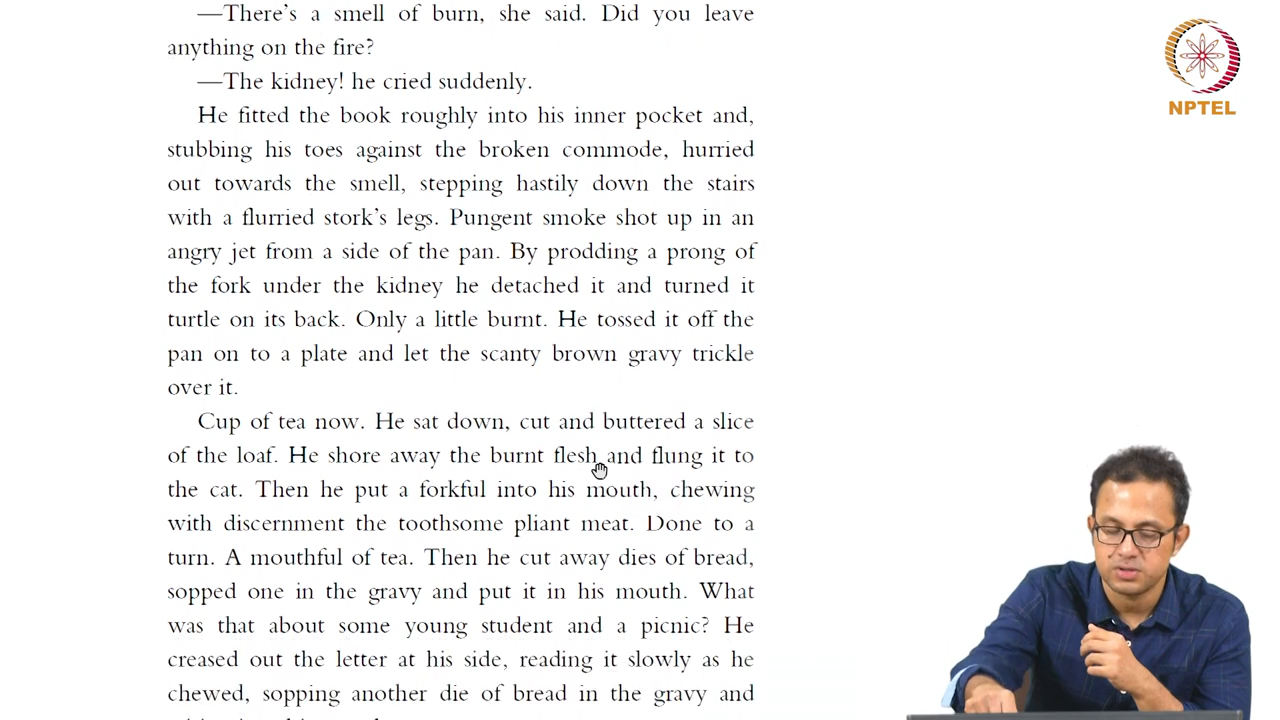 —There's a smell of burn, she said. Did you leave
anything on the fire?
—The kidney! he cried suddenly.
He fitted the book roughly into his inner pocket and,
stubbing his toes against the broken commode, hurried
out towards the smell, stepping hastily down the stairs
with a flurried stork's legs. Pungent smoke shot up in an
angry jet from a side of the pan. By prodding a prong of
the fork under the kidney he detached it and turned it
turtle on its back. Only a little burnt. He tossed it off the
pan on to a plate and let the scanty brown gravy trickle
over it.
Cup of tea now. He sat down, cut and buttered a slice
of the loaf. He shore away the burnt flesh and flung it to
the cat. Then he put a forkful into his mouth, chewing
with discernment the toothsome pliant meat. Done to a
turn. A mouthful of tea. Then he cut away dies of bread,
sopped one in the gravy and put it in his mouth. What
was that about some young student and a picnic? He
creased out the letter at his side, reading it slowly as he
chewed, sopping another die of bread in the gravy and
NPTEL